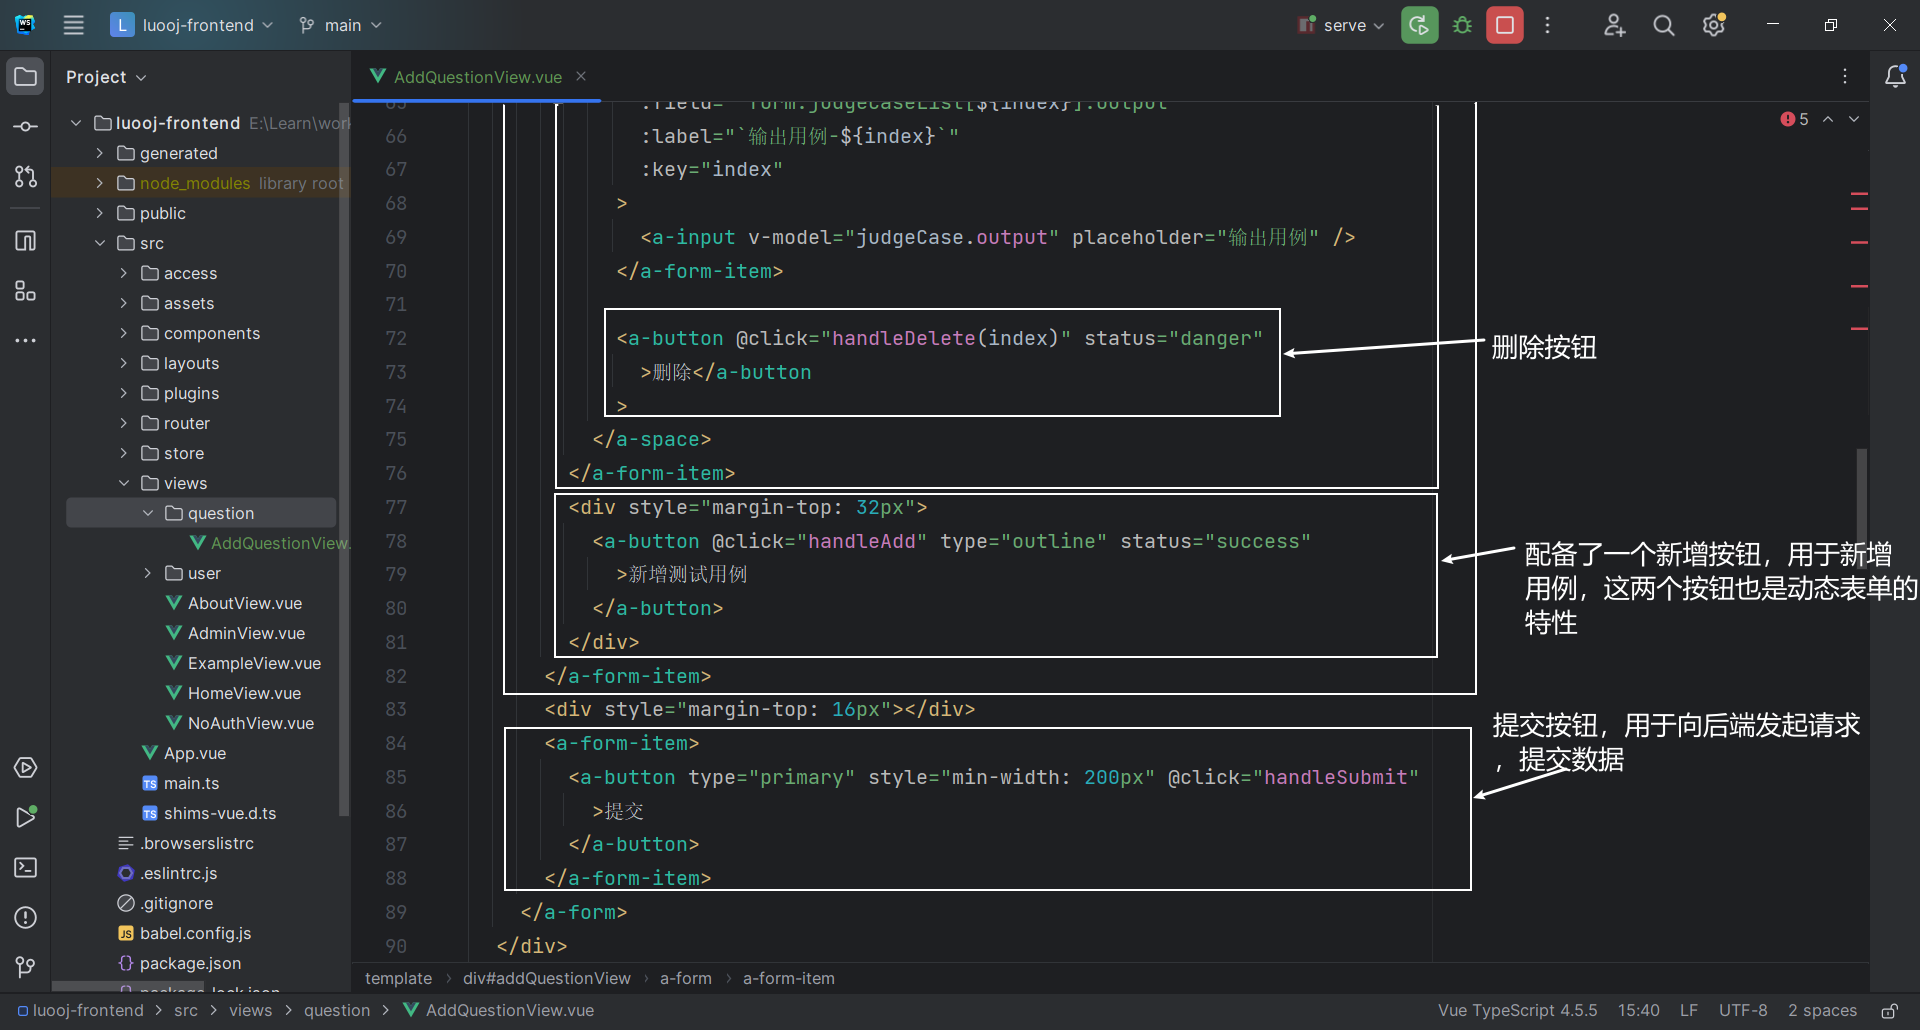 WS
L luooj-frontend
main
serve
Project
AddQuestionView.vue
luooj-frontend E:\Learn\work
generated
node_modules library root
public
src
access
assets
components
layouts
plugins
router
store
views
question
AddQuestionView.
user
AboutView.vue
AdminView.vue
ExampleView.vue
HomeView.vue
NoAuthView.vue
App.vue
TS main.ts
TS shims-vue.d.ts
.browserslistrc
.eslintrc.js
.gitignore
JS babel.config.js
{} package.json
{} package-lock.json
65 :field="`form.judgeCaseList[${index}].output`
66 :label="`输出用例-${index}`"
67 :key="index"
68 >
69 <a-input v-model="judgeCase.output" placeholder="输出用例" />
70 </a-form-item>
71
72 <a-button @click="handleDelete(index)" status="danger"
73 >删除</a-button
74 >
75 </a-space>
76 </a-form-item>
77 <div style="margin-top: 32px">
78 <a-button @click="handleAdd" type="outline" status="success"
79 >新增测试用例
80 </a-button>
81 </div>
82 </a-form-item>
83 <div style="margin-top: 16px"></div>
84 <a-form-item>
85 <a-button type="primary" style="min-width: 200px" @click="handleSubmit"
86 >提交
87 </a-button>
88 </a-form-item>
89 </a-form>
90 </div>
5
删除按钮
配备了一个新增按钮，用于新增
用例，这两个按钮也是动态表单的
特性
提交按钮，用于向后端发起请求
，提交数据
template > div#addQuestionView > a-form > a-form-item
luooj-frontend > src > views > question > AddQuestionView.vue
Vue TypeScript 4.5.5 15:40 LF UTF-8 2 spaces